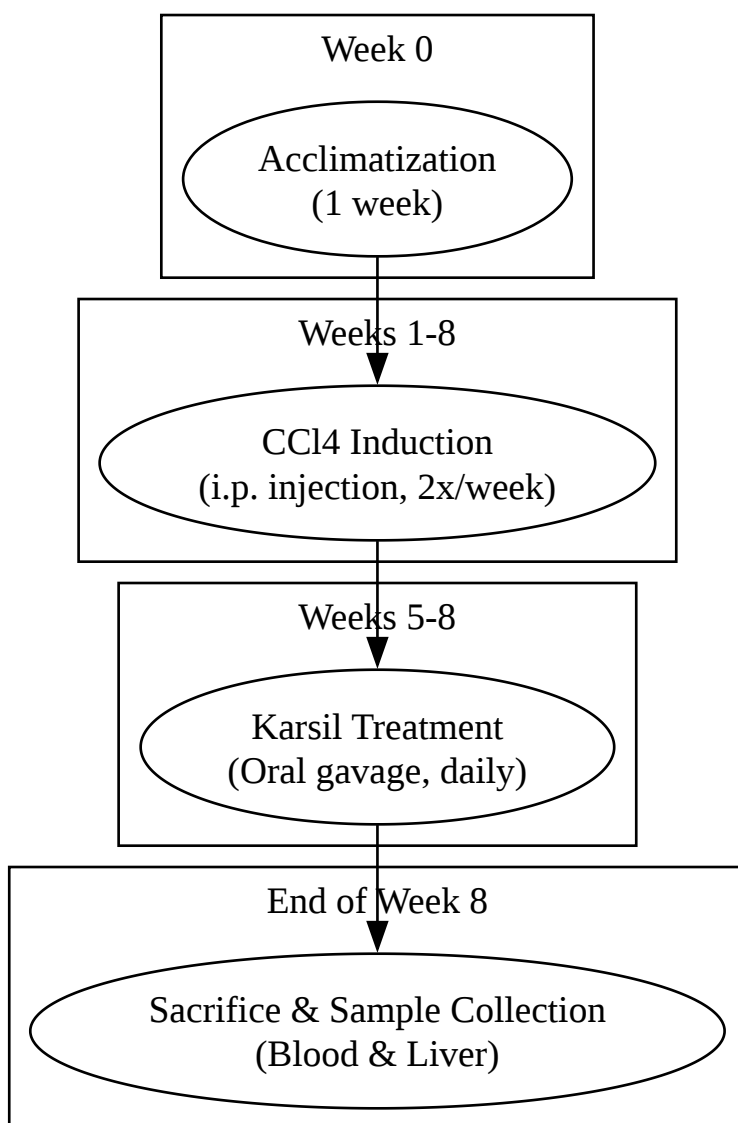 Week 0
Acclimatization
(1 week)
Weeks 1-8
CCl4 Induction
(i.p. injection, 2x/week)
Weeks 5-8
Karsil Treatment
(Oral gavage, daily)
End of Week 8
Sacrifice & Sample Collection
(Blood & Liver)